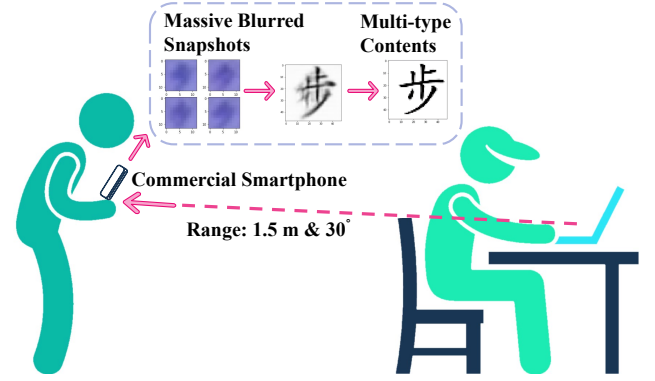 Massive Blurred
Snapshots
Multi-type
Contents
步
步
Commercial Smartphone
Range: 1.5 m & 30°